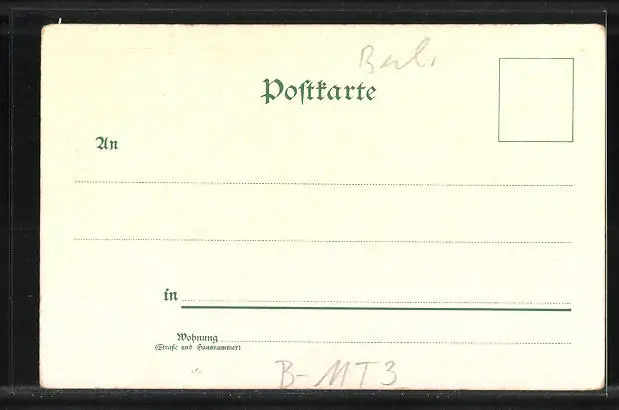 Berl.
Postkarte
An
in
Wohnung
(Straße und Hausnummer)
B-MT3